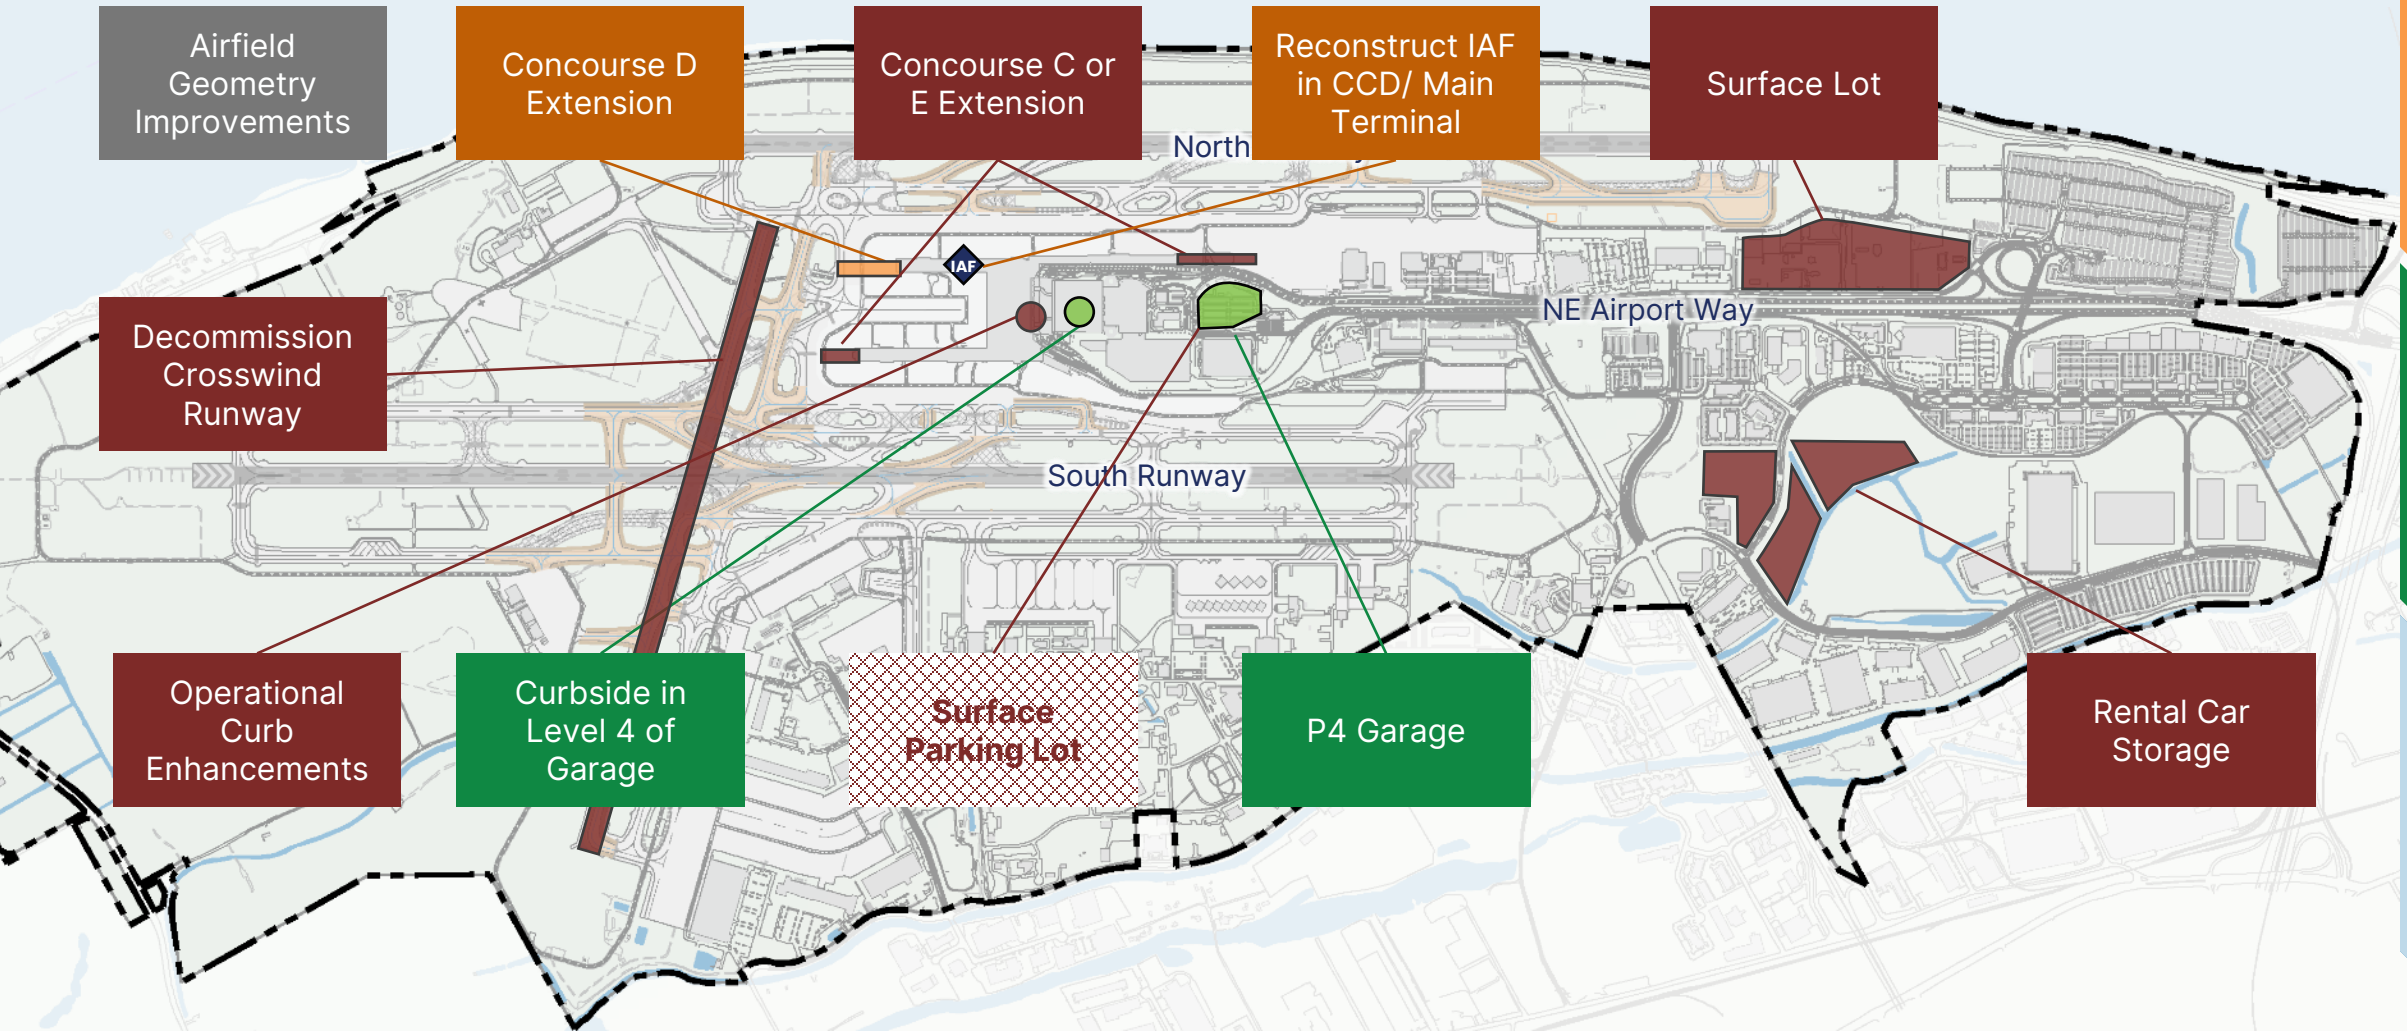 Airfield
Geometry
Improvements
Concourse D
Extension
Concourse C or
E Extension
Reconstruct IAF
in CCD/ Main
Terminal
Surface Lot
North
IAF
NE Airport Way
Decommission
Crosswind
Runway
South Runway
Operational
Curb
Enhancements
Curbside in
Level 4 of
Garage
Surface
Parking Lot
P4 Garage
Rental Car
Storage